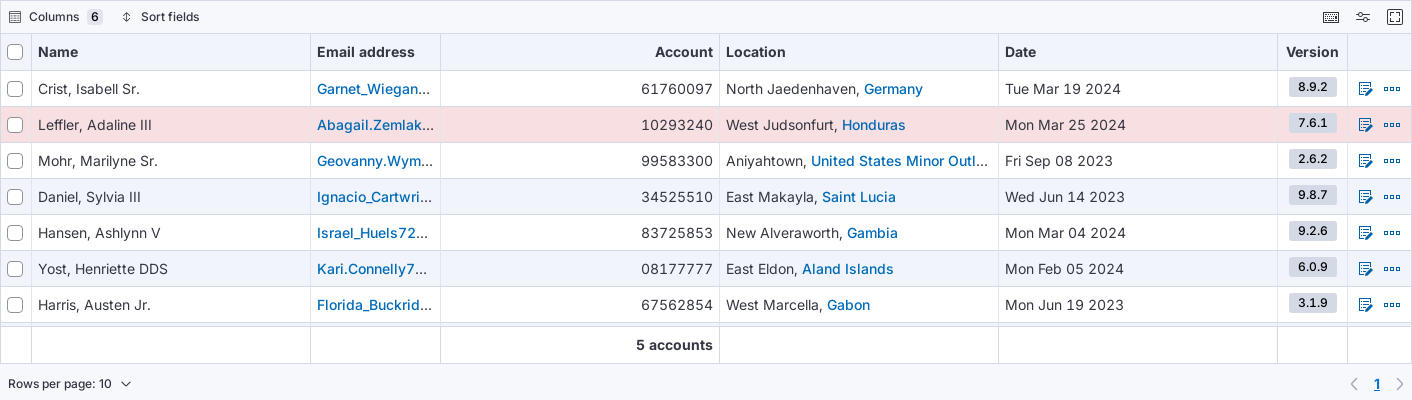 Columns 6 Sort fields
Name Email address Account Location Date Version
Crist, Isabell Sr. Garnet_Wiegan... 61760097 North Jaedenhaven, Germany Tue Mar 19 2024 8.9.2
Leffler, Adaline III Abagail.Zemlak... 10293240 West Judsonfurt, Honduras Mon Mar 25 2024 7.6.1
Mohr, Marilyne Sr. Geovanny.Wym... 99583300 Aniyahtown, United States Minor Outl... Fri Sep 08 2023 2.6.2
Daniel, Sylvia III Ignacio_Cartwri... 34525510 East Makayla, Saint Lucia Wed Jun 14 2023 9.8.7
Hansen, Ashlynn V Israel_Huels72... 83725853 New Alveraworth, Gambia Mon Mar 04 2024 9.2.6
Yost, Henriette DDS Kari.Connelly7... 08177777 East Eldon, Aland Islands Mon Feb 05 2024 6.0.9
Harris, Austen Jr. Florida_Buckrid... 67562854 West Marcella, Gabon Mon Jun 19 2023 3.1.9
5 accounts
Rows per page: 10 1